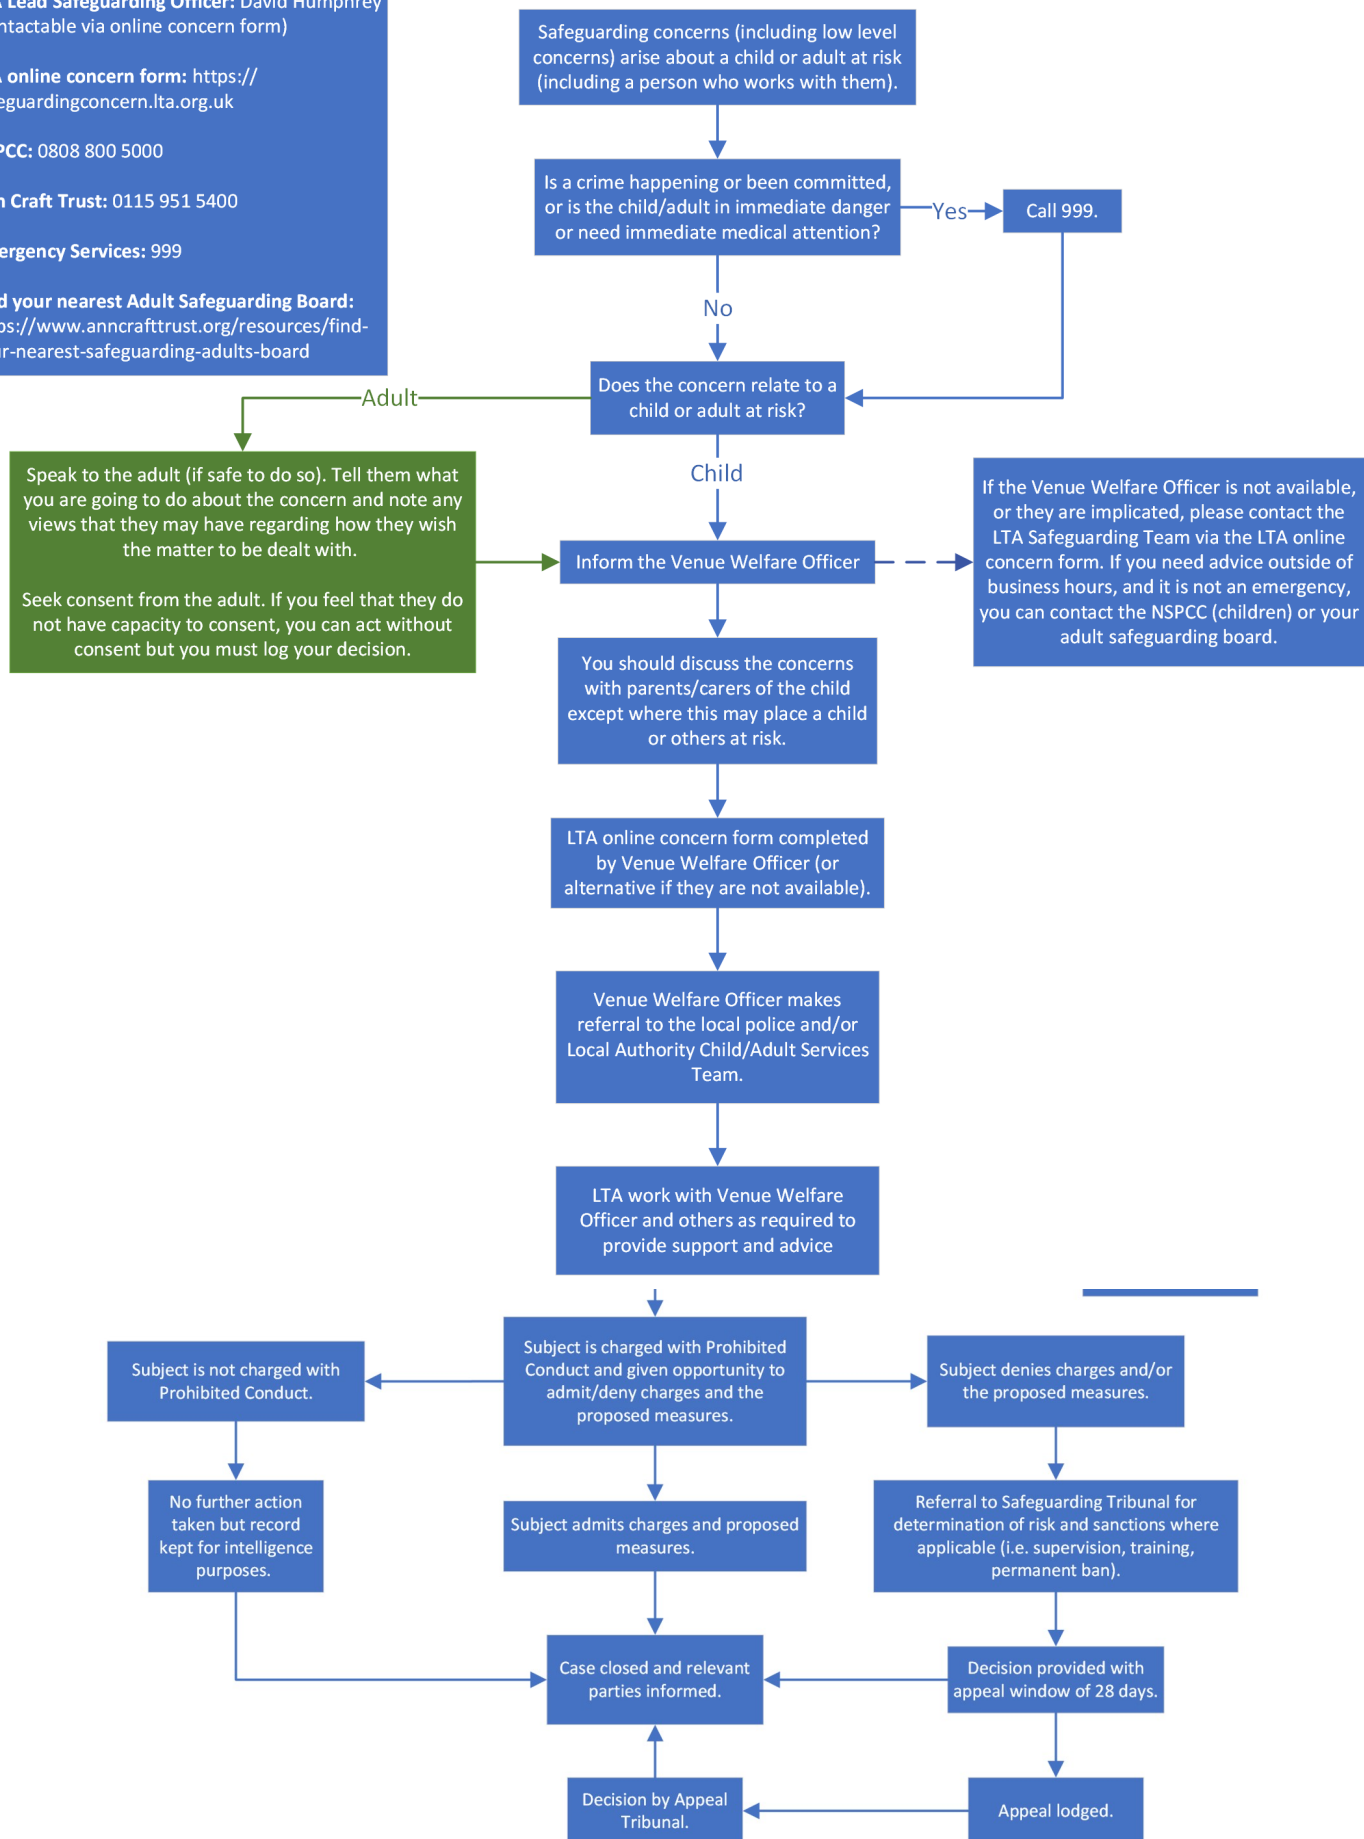 Lead Safeguarding Officer: David Humphrey
ntactable via online concern form)
online concern form: https://
eguardingconcern.lta.org.uk
PCC: 0808 800 5000
n Craft Trust: 0115 951 5400
ergency Services: 999
d your nearest Adult Safeguarding Board:
ps://www.anncrafttrust.org/resources/find-
r-nearest-safeguarding-adults-board
Safeguarding concerns (including low level
concerns) arise about a child or adult at risk
(including a person who works with them).
Is a crime happening or been committed,
or is the child/adult in immediate danger
or need immediate medical attention?
Yes
Call 999.
No
Does the concern relate to a
child or adult at risk?
Adult
Child
Speak to the adult (if safe to do so). Tell them what
you are going to do about the concern and note any
views that they may have regarding how they wish
the matter to be dealt with.
Seek consent from the adult. If you feel that they do
not have capacity to consent, you can act without
consent but you must log your decision.
Inform the Venue Welfare Officer
If the Venue Welfare Officer is not available,
or they are implicated, please contact the
LTA Safeguarding Team via the LTA online
concern form. If you need advice outside of
business hours, and it is not an emergency,
you can contact the NSPCC (children) or your
adult safeguarding board.
You should discuss the concerns
with parents/carers of the child
except where this may place a child
or others at risk.
LTA online concern form completed
by Venue Welfare Officer (or
alternative if they are not available).
Venue Welfare Officer makes
referral to the local police and/or
Local Authority Child/Adult Services
Team.
LTA work with Venue Welfare
Officer and others as required to
provide support and advice
Subject is not charged with
Prohibited Conduct.
Subject is charged with Prohibited
Conduct and given opportunity to
admit/deny charges and the
proposed measures.
Subject denies charges and/or
the proposed measures.
No further action
taken but record
kept for intelligence
purposes.
Subject admits charges and proposed
measures.
Referral to Safeguarding Tribunal for
determination of risk and sanctions where
applicable (i.e. supervision, training,
permanent ban).
Case closed and relevant
parties informed.
Decision provided with
appeal window of 28 days.
Decision by Appeal
Tribunal.
Appeal lodged.